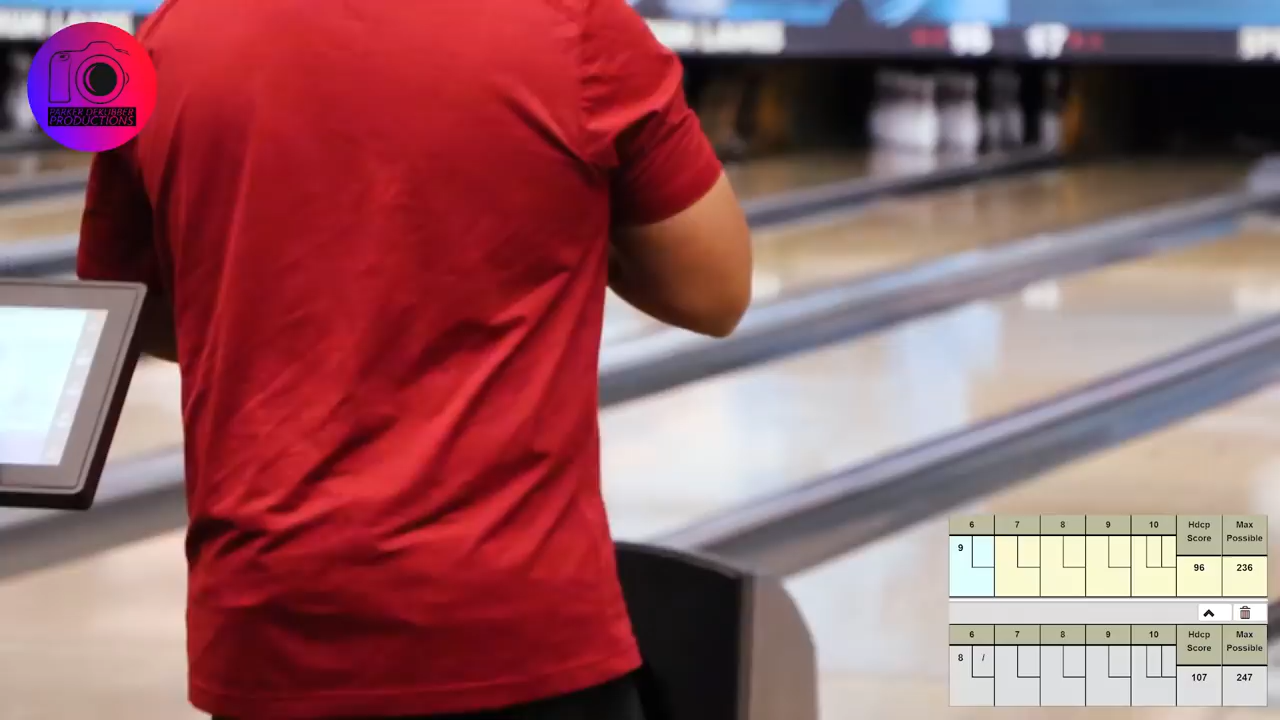 PARKER DEKUBBER
PRODUCTIONS
LANES
6 7 8 9 10 Hdcp Score Max Possible
9 96 236
6 7 8 9 10 Hdcp Score Max Possible
8 / 107 247